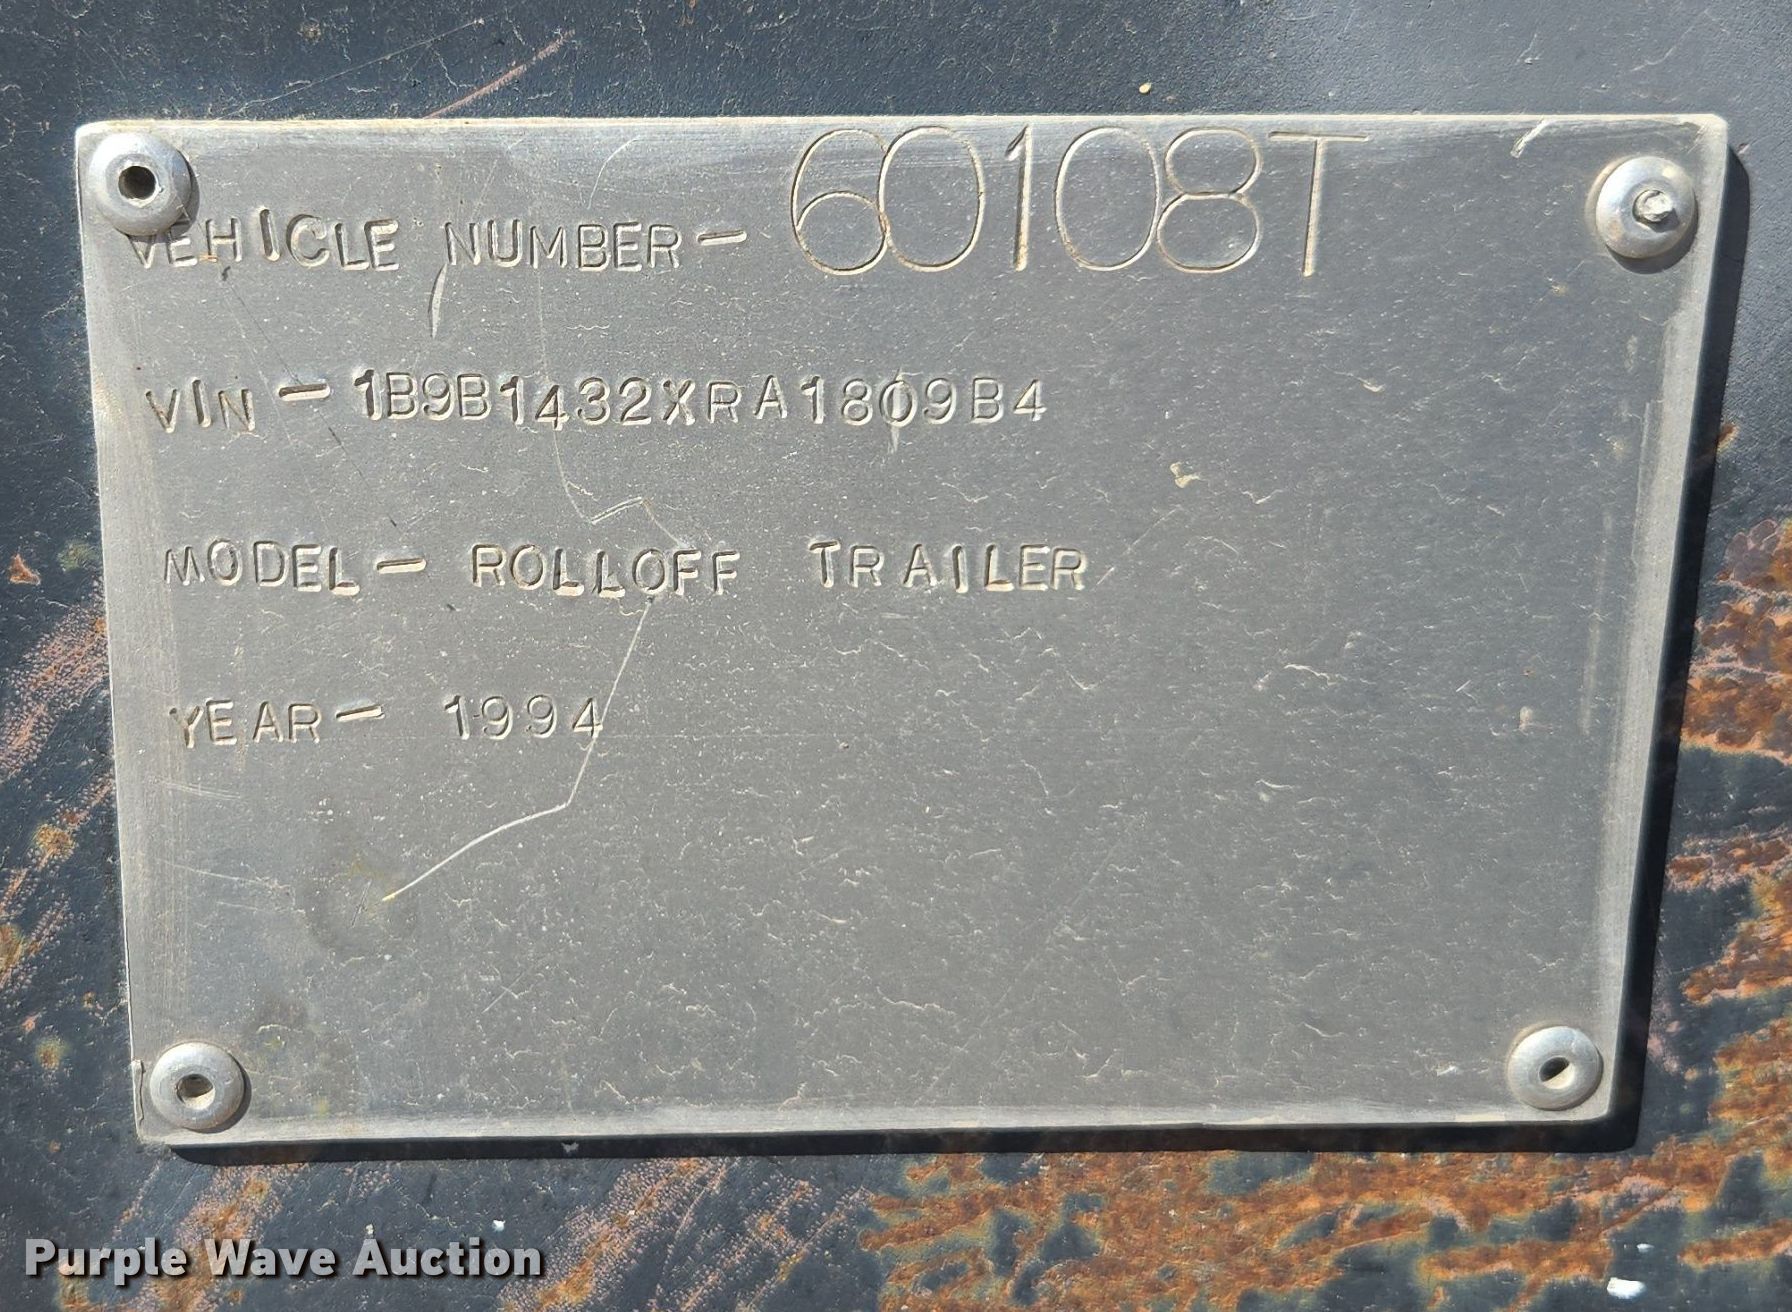 VEHICLE NUMBER- 60108T
VIN - 1B9B1432XRA1809B4
MODEL- ROLLOFF TRAILER
YEAR- 1994
Purple Wave Auction